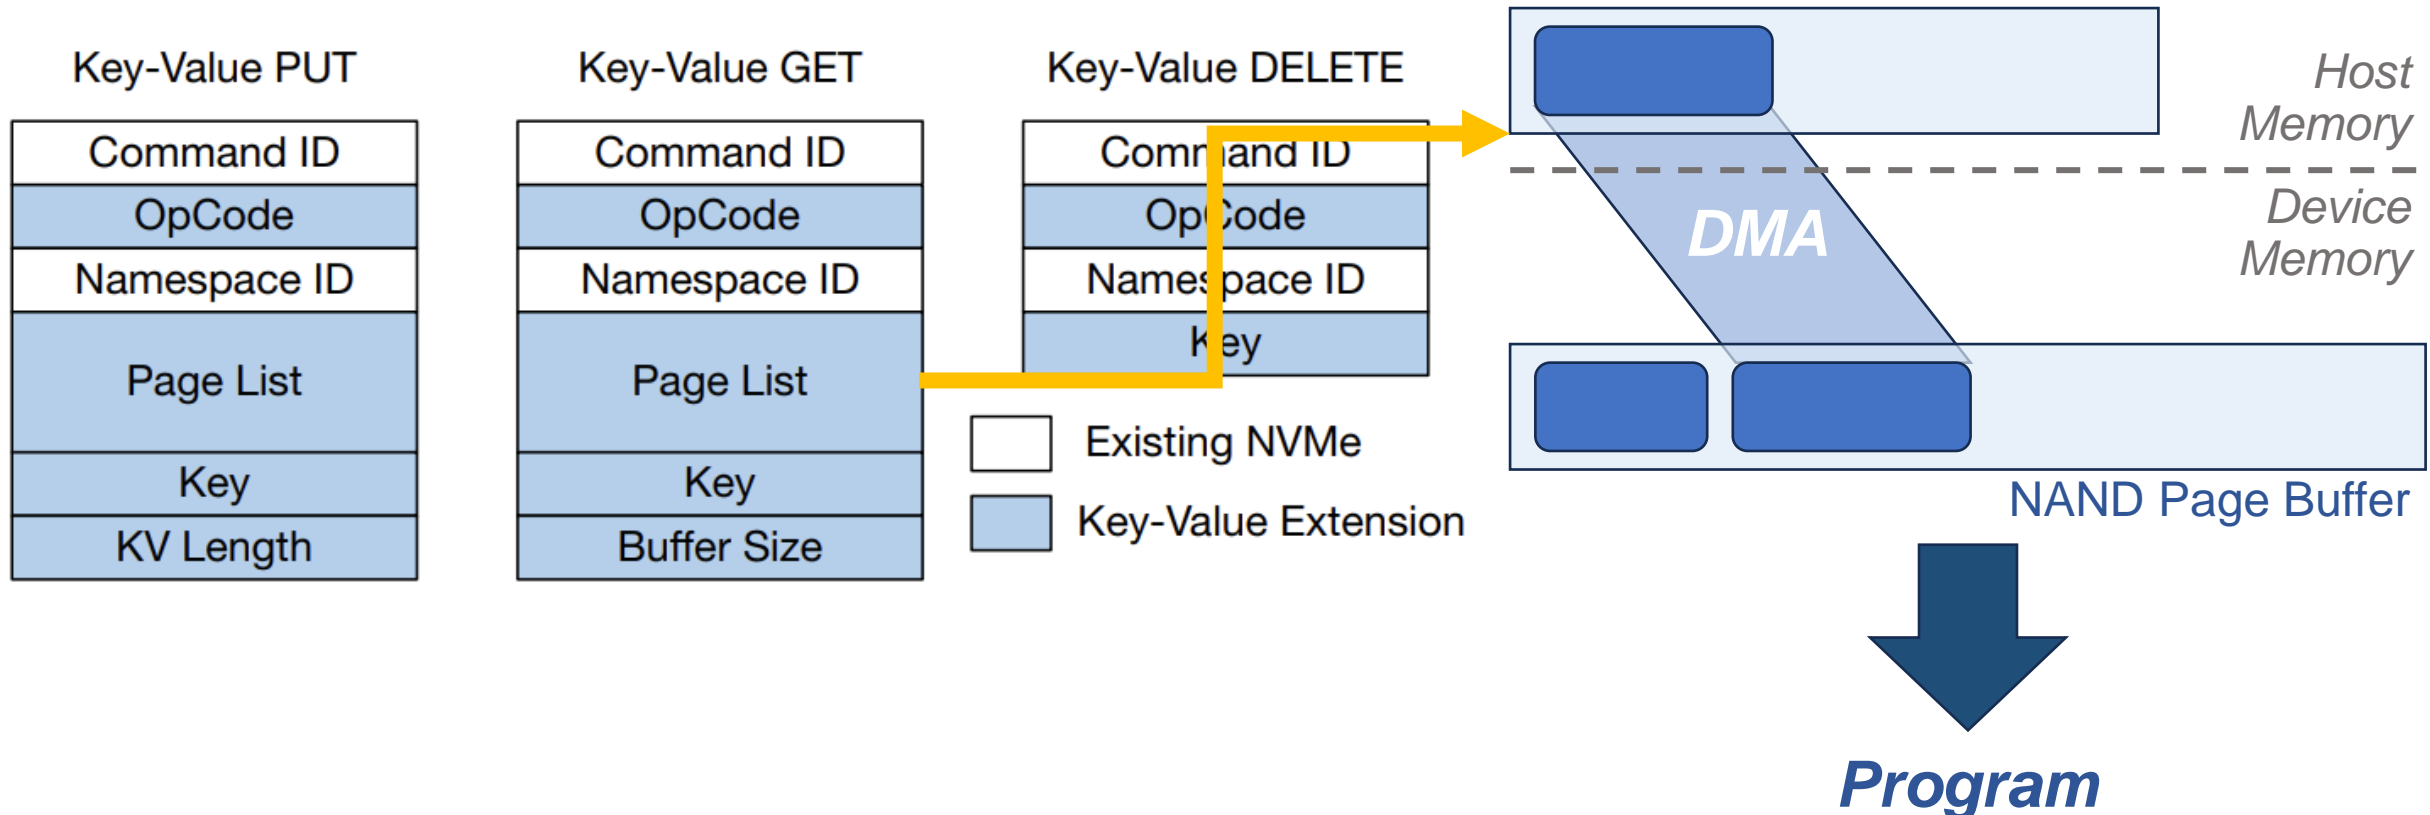 Key-Value PUT
Command ID
OpCode
Namespace ID
Page List
Key
KV Length
Key-Value GET
Command ID
OpCode
Namespace ID
Page List
Key
Buffer Size
Key-Value DELETE
Command ID
OpCode
Namespace ID
Key
Existing NVMe
Key-Value Extension
Host
Memory
Device
Memory
DMA
NAND Page Buffer
Program